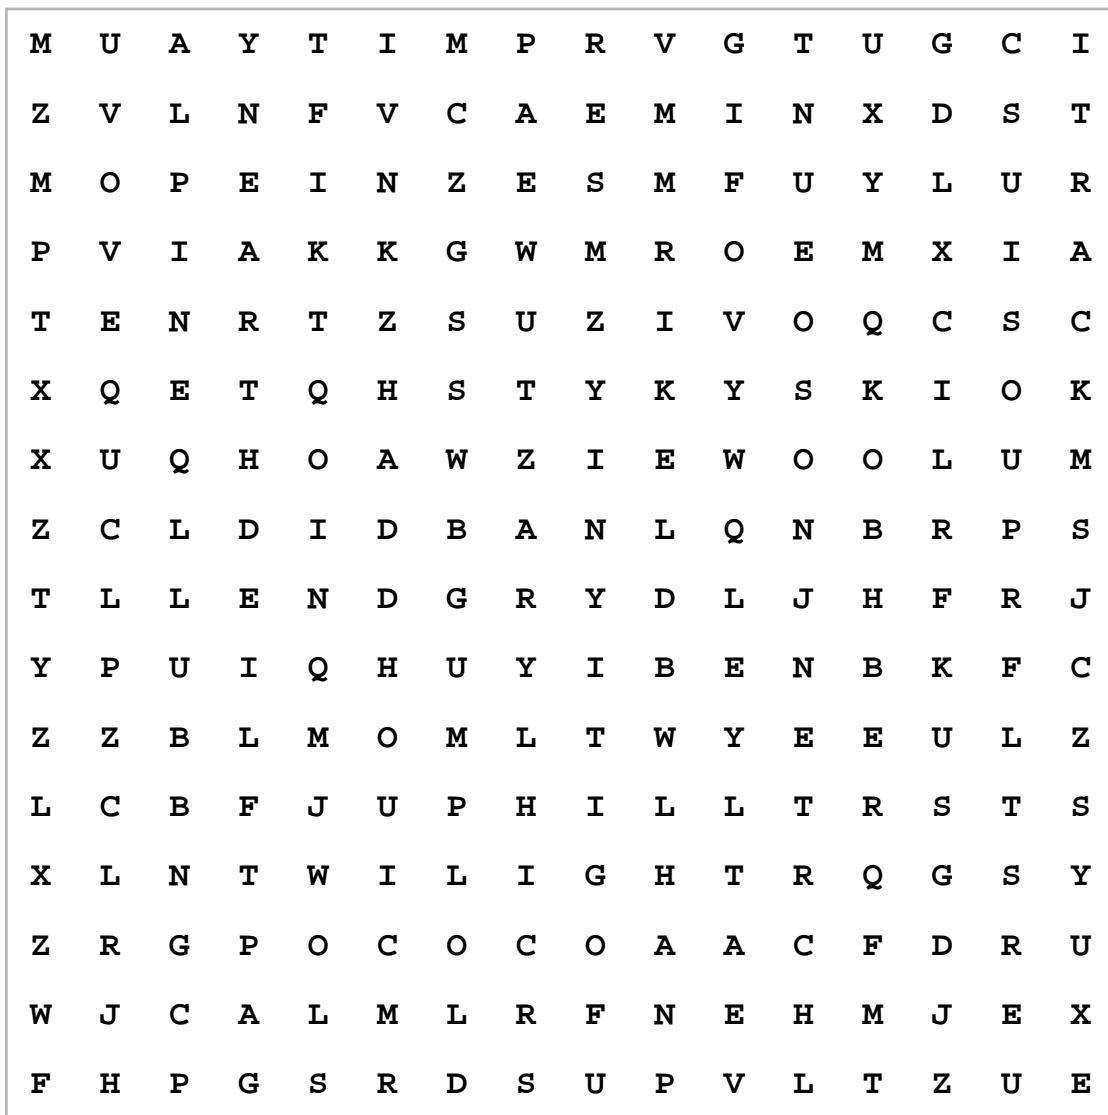 M U A Y T I M P R V G T U G C I
Z V L N F V C A E M I N X D S T
M O P E I N Z E S M F U Y L U R
P V I A K K G W M R O E M X I A
T E N R T Z S U Z I V O Q C S C
X Q E T Q H S T Y K Y S K I O K
X U Q H O A W Z I E W O O L U M
Z C L D I D B A N L Q N B R P S
T L L E N D G R Y D L J H F R J
Y P U I Q H U Y I B E N B K F C
Z Z B L M O M L T W Y E E U L Z
L C B F J U P H I L L T R S T S
X L N T W I L I G H T R Q G S Y
Z R G P O C O C O A A C F D R U
W J C A L M L R F N E H M J E X
F H P G S R D S U P V L T Z U E